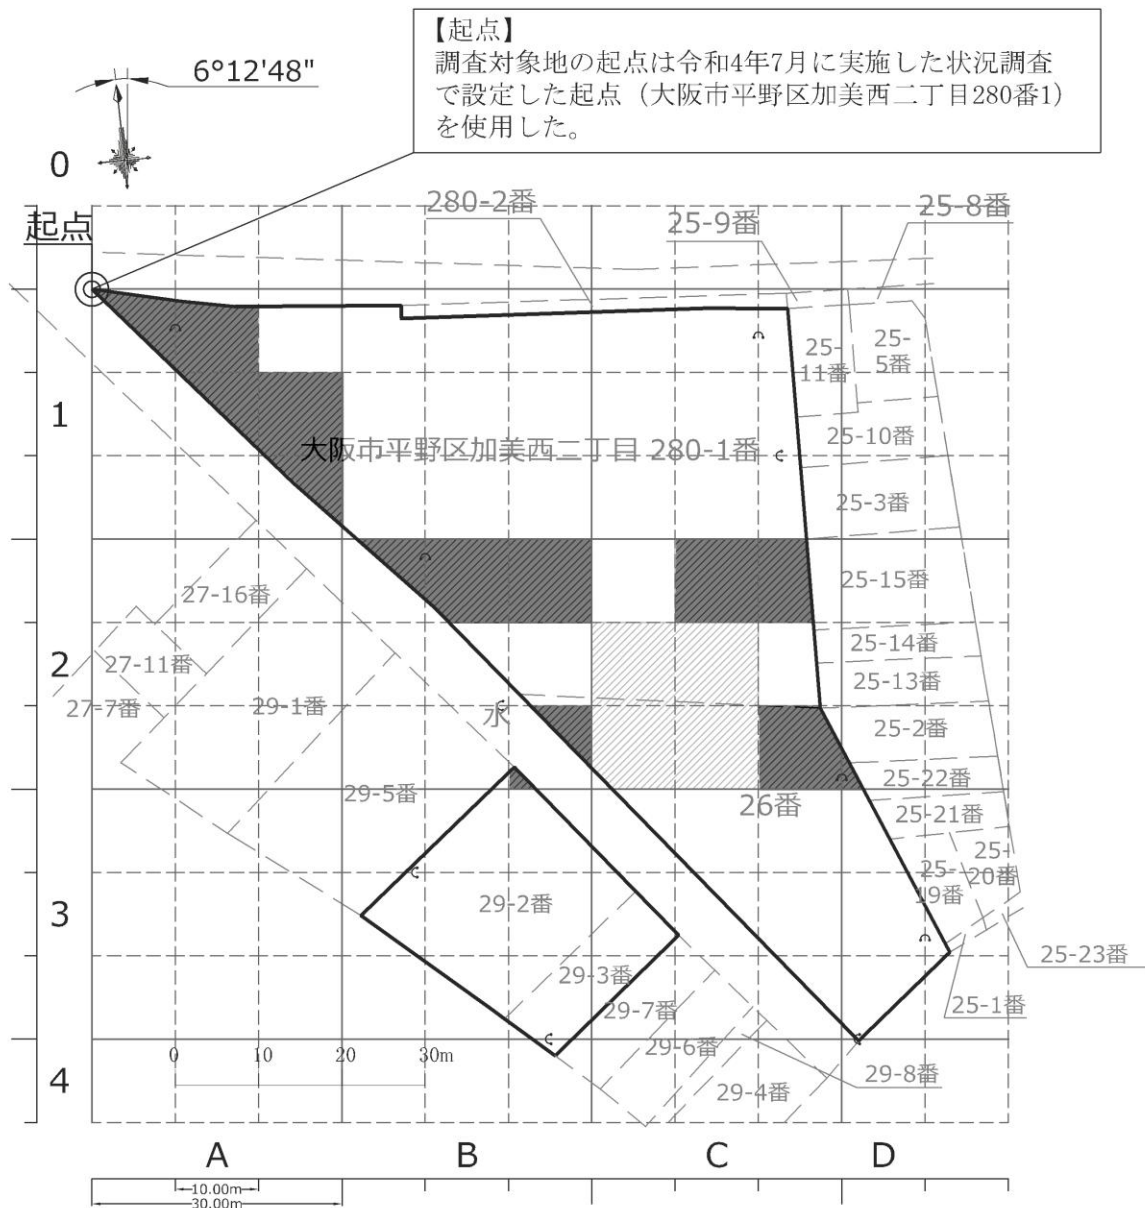 【起点】
調査対象地の起点は令和4年7月に実施した状況調査
で設定した起点（大阪市平野区加美西二丁目280番1）
を使用した。
6°12'48"
0
起点
280-2番
25-9番
25-8番
25-
11番
25-
5番
1
大阪市平野区加美西二丁目 280-1番
25-10番
25-3番
25-15番
27-16番
25-14番
2
27-11番
25-13番
27-7番
29-1番
水
25-2番
25-22番
29-5番
26番
25-21番
25-
20番
25-
19番
3
29-2番
25-23番
29-3番
25-1番
29-7番
0
10
20
30m
29-6番
29-8番
4
29-4番
A
B
C
D
10.00m
30.00m